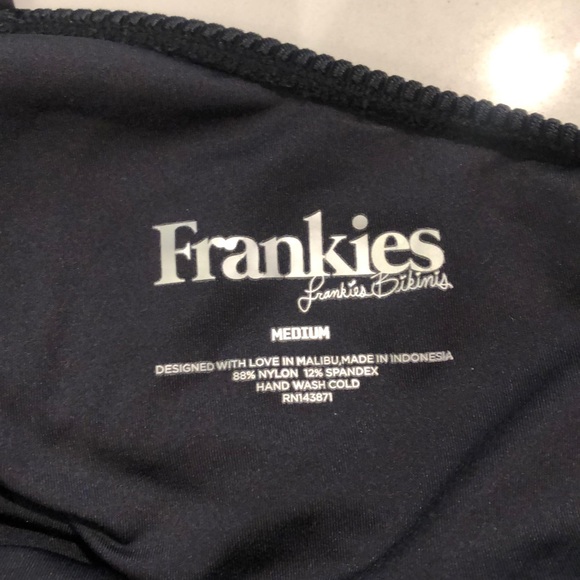 Frankies
Frankies Bikinis
MEDIUM
DESIGNED WITH LOVE IN MALIBU,MADE IN INDONESIA
88% NYLON 12% SPANDEX
HAND WASH COLD
RN143871